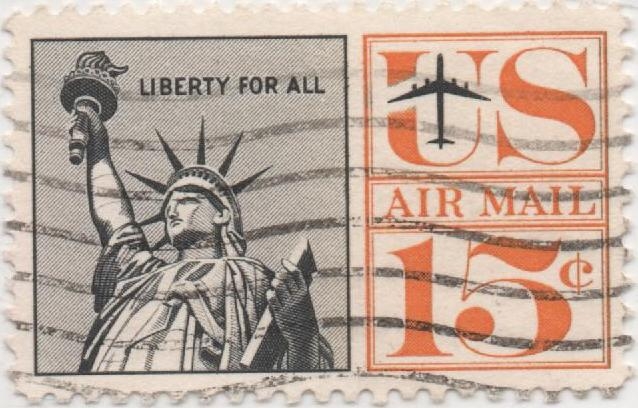 LIBERTY FOR ALL
US
AIR MAIL
15¢